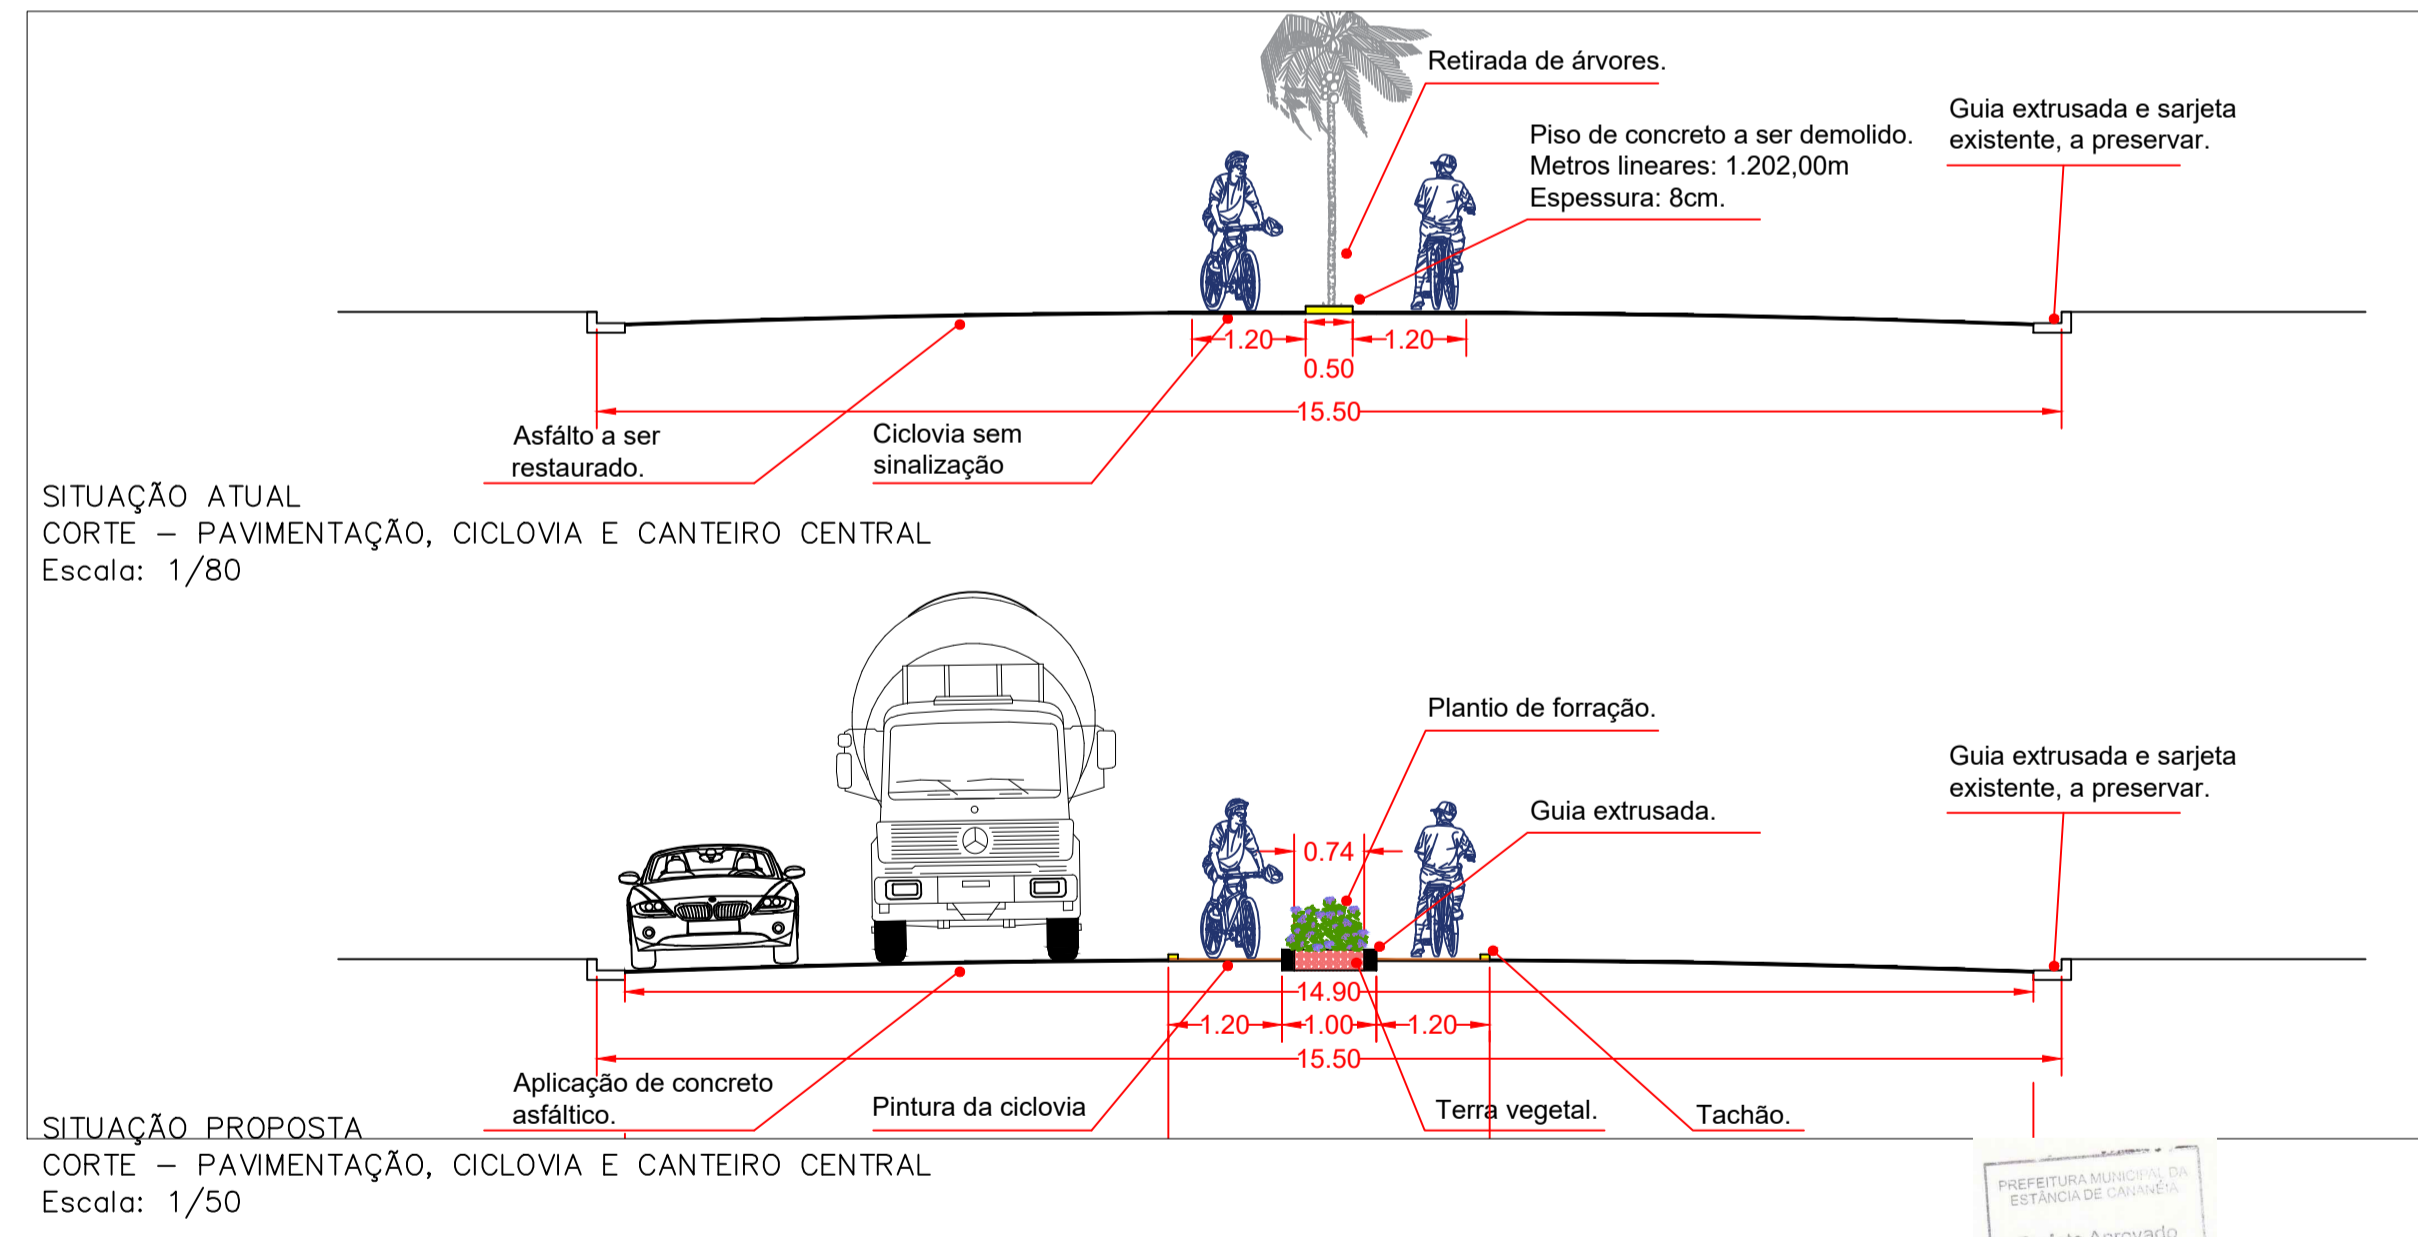 Retirada de árvores.
Piso de concreto a ser demolido.
Metros lineares: 1.202,00m
Espessura: 8cm.
Guia extrusada e sarjeta
existente, a preservar.
1.20
1.20
0.50
15.50
Asfálto a ser
restaurado.
Ciclovia sem
sinalização
SITUAÇÃO ATUAL
CORTE – PAVIMENTAÇÃO, CICLOVIA E CANTEIRO CENTRAL
Escala: 1/80
Plantio de forração.
Guia extrusada.
Guia extrusada e sarjeta
existente, a preservar.
0.74
14.90
1.20
1.00
1.20
15.50
Aplicação de concreto
asfáltico.
Pintura da ciclovia
Terra vegetal.
Tachão.
SITUAÇÃO PROPOSTA
CORTE – PAVIMENTAÇÃO, CICLOVIA E CANTEIRO CENTRAL
Escala: 1/50
PREFEITURA MUNICIPAL DA
ESTÂNCIA DE CANANÉIA
Aprovado